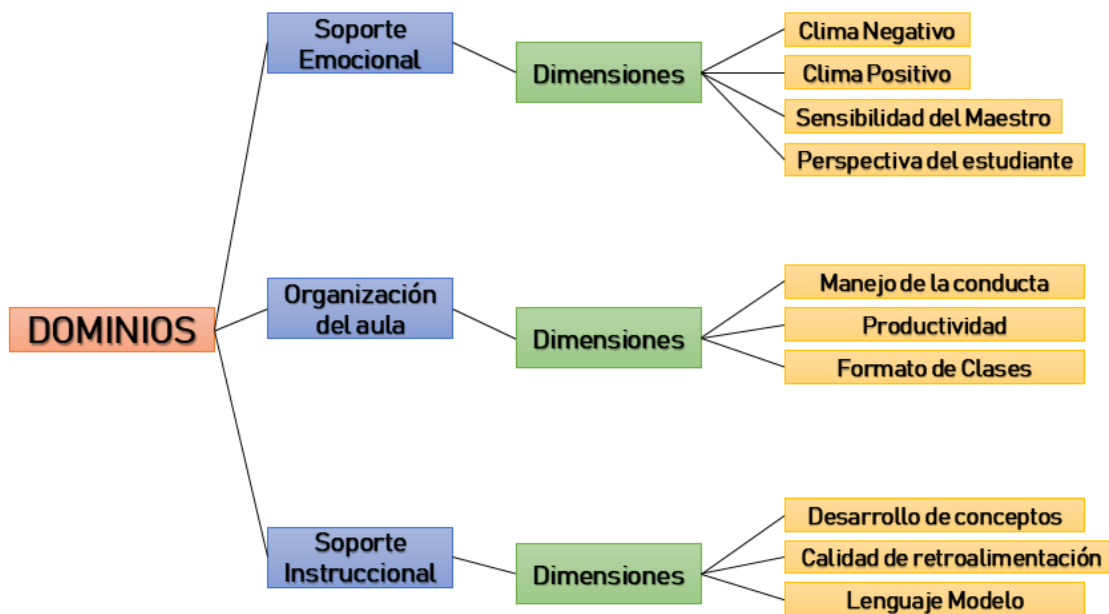 Soporte
Emocional
Dimensiones
Clima Negativo
Clima Positivo
Sensibilidad del Maestro
Perspectiva del estudiante
DOMINIOS
Organización
del aula
Dimensiones
Manejo de la conducta
Productividad
Formato de Clases
Soporte
Instruccional
Dimensiones
Desarrollo de conceptos
Calidad de retroalimentación
Lenguaje Modelo